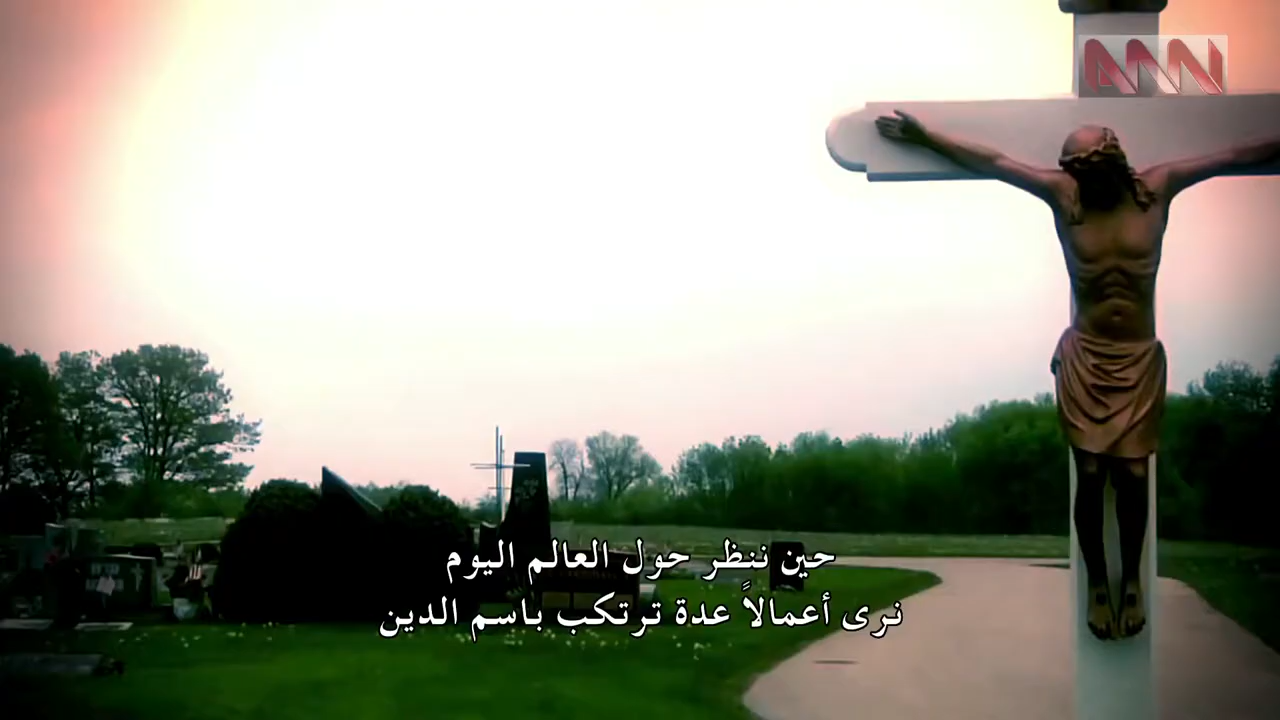 ANN
حين ننظر حول العالم اليوم
نرى أعمالاً عدة ترتكب باسم الدين